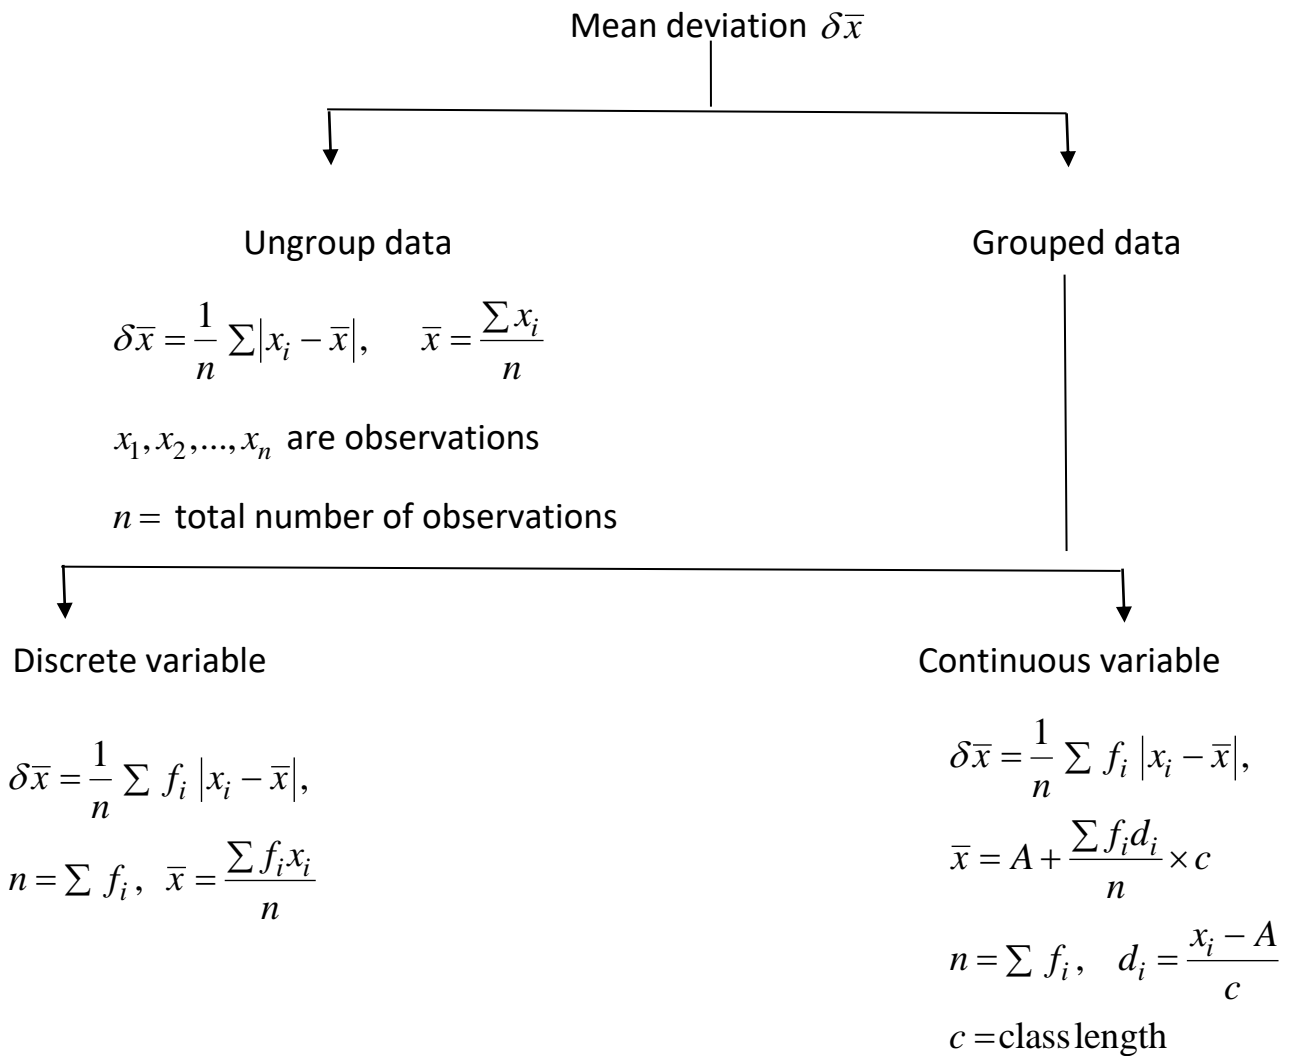 Mean deviation δx̅
Ungroup data
Grouped data
δx̅ = 1/n ∑|xᵢ − x̅|, x̅ = ∑xᵢ/n
x₁, x₂,..., xₙ are observations
n = total number of observations
Discrete variable
Continuous variable
δx̅ = 1/n ∑ fᵢ |xᵢ − x̅|,
n = ∑ fᵢ, x̅ = ∑fᵢxᵢ/n
δx̅ = 1/n ∑ fᵢ |xᵢ − x̅|,
x̅ = A + ∑fᵢdᵢ/n × c
n = ∑ fᵢ, dᵢ = xᵢ − A/c
c = class length